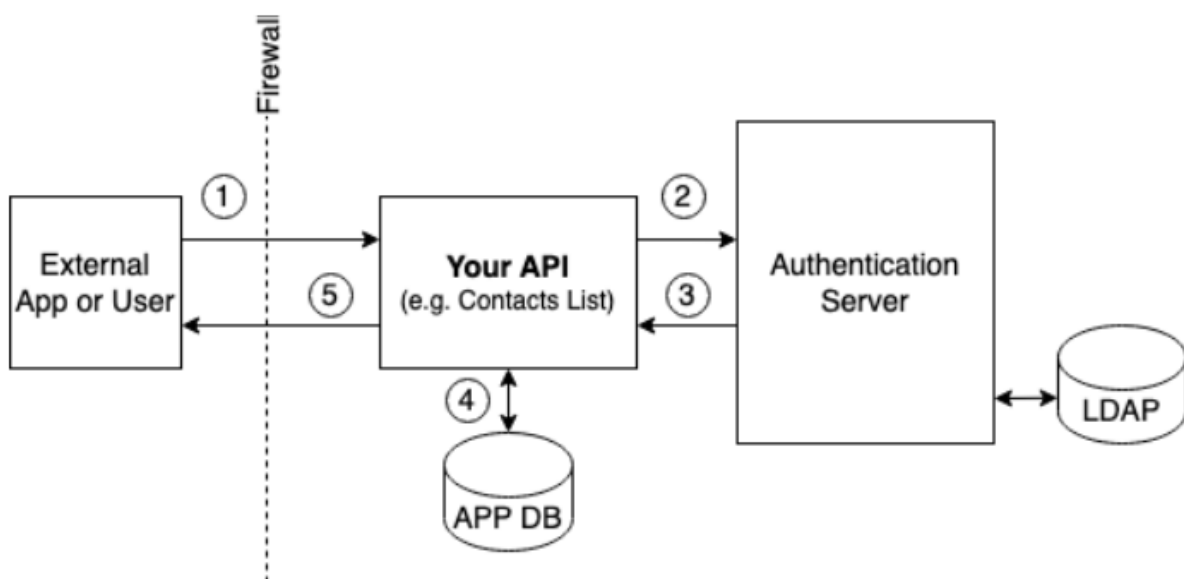 Firewall
1
2
External
App or User
Your API
(e.g. Contacts List)
Authentication
Server
5
3
4
LDAP
APP DB